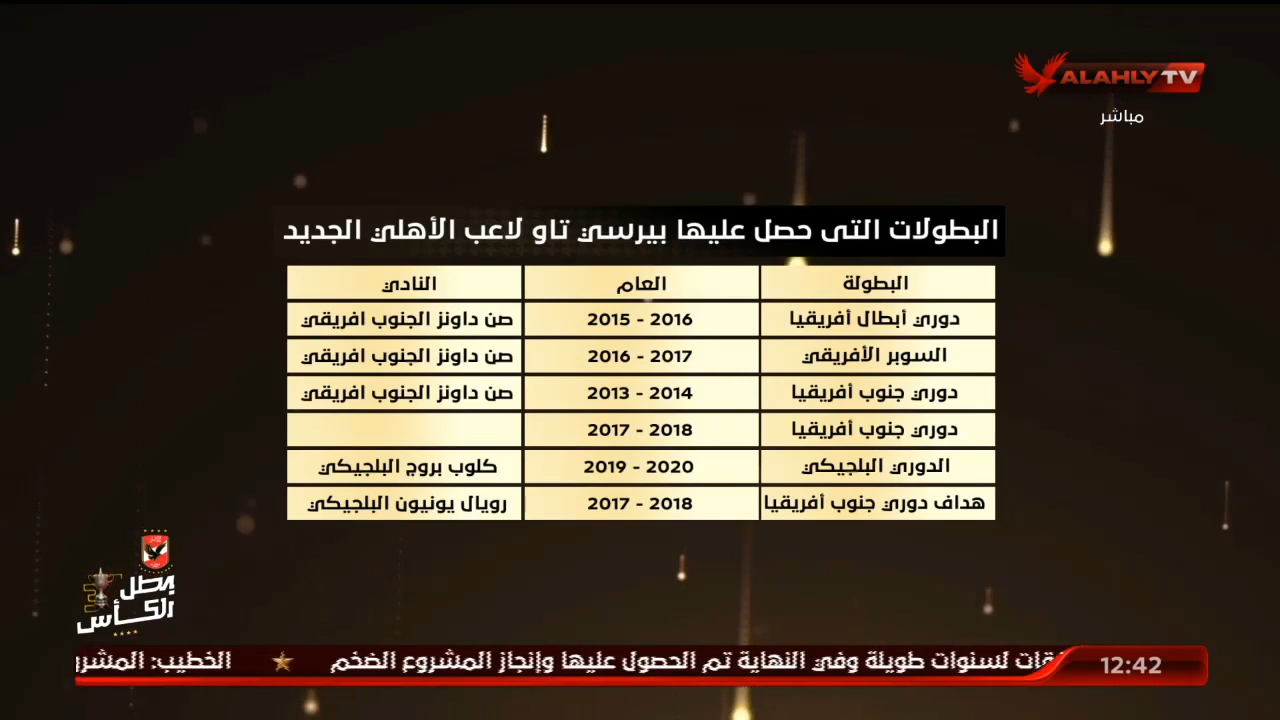 ALAHLY TV
مباشر
البطولات التى حصل عليها بيرسي تاو لاعب الأهلي الجديد
البطولة العام النادي
دوري أبطال أفريقيا 2015 - 2016 صن داونز الجنوب افريقي
السوبر الأفريقي 2016 - 2017 صن داونز الجنوب افريقي
دوري جنوب أفريقيا 2013 - 2014 صن داونز الجنوب افريقي
دوري جنوب أفريقيا 2017 - 2018
الدوري البلجيكي 2019 - 2020 كلوب بروج البلجيكي
هداف دوري جنوب أفريقيا 2017 - 2018 رويال يونيون البلجيكي
بطل
الكأس
12:42
لسنوات طويلة وفي النهاية تم الحصول عليها وإنجاز المشروع الضخم ★ الخطيب: